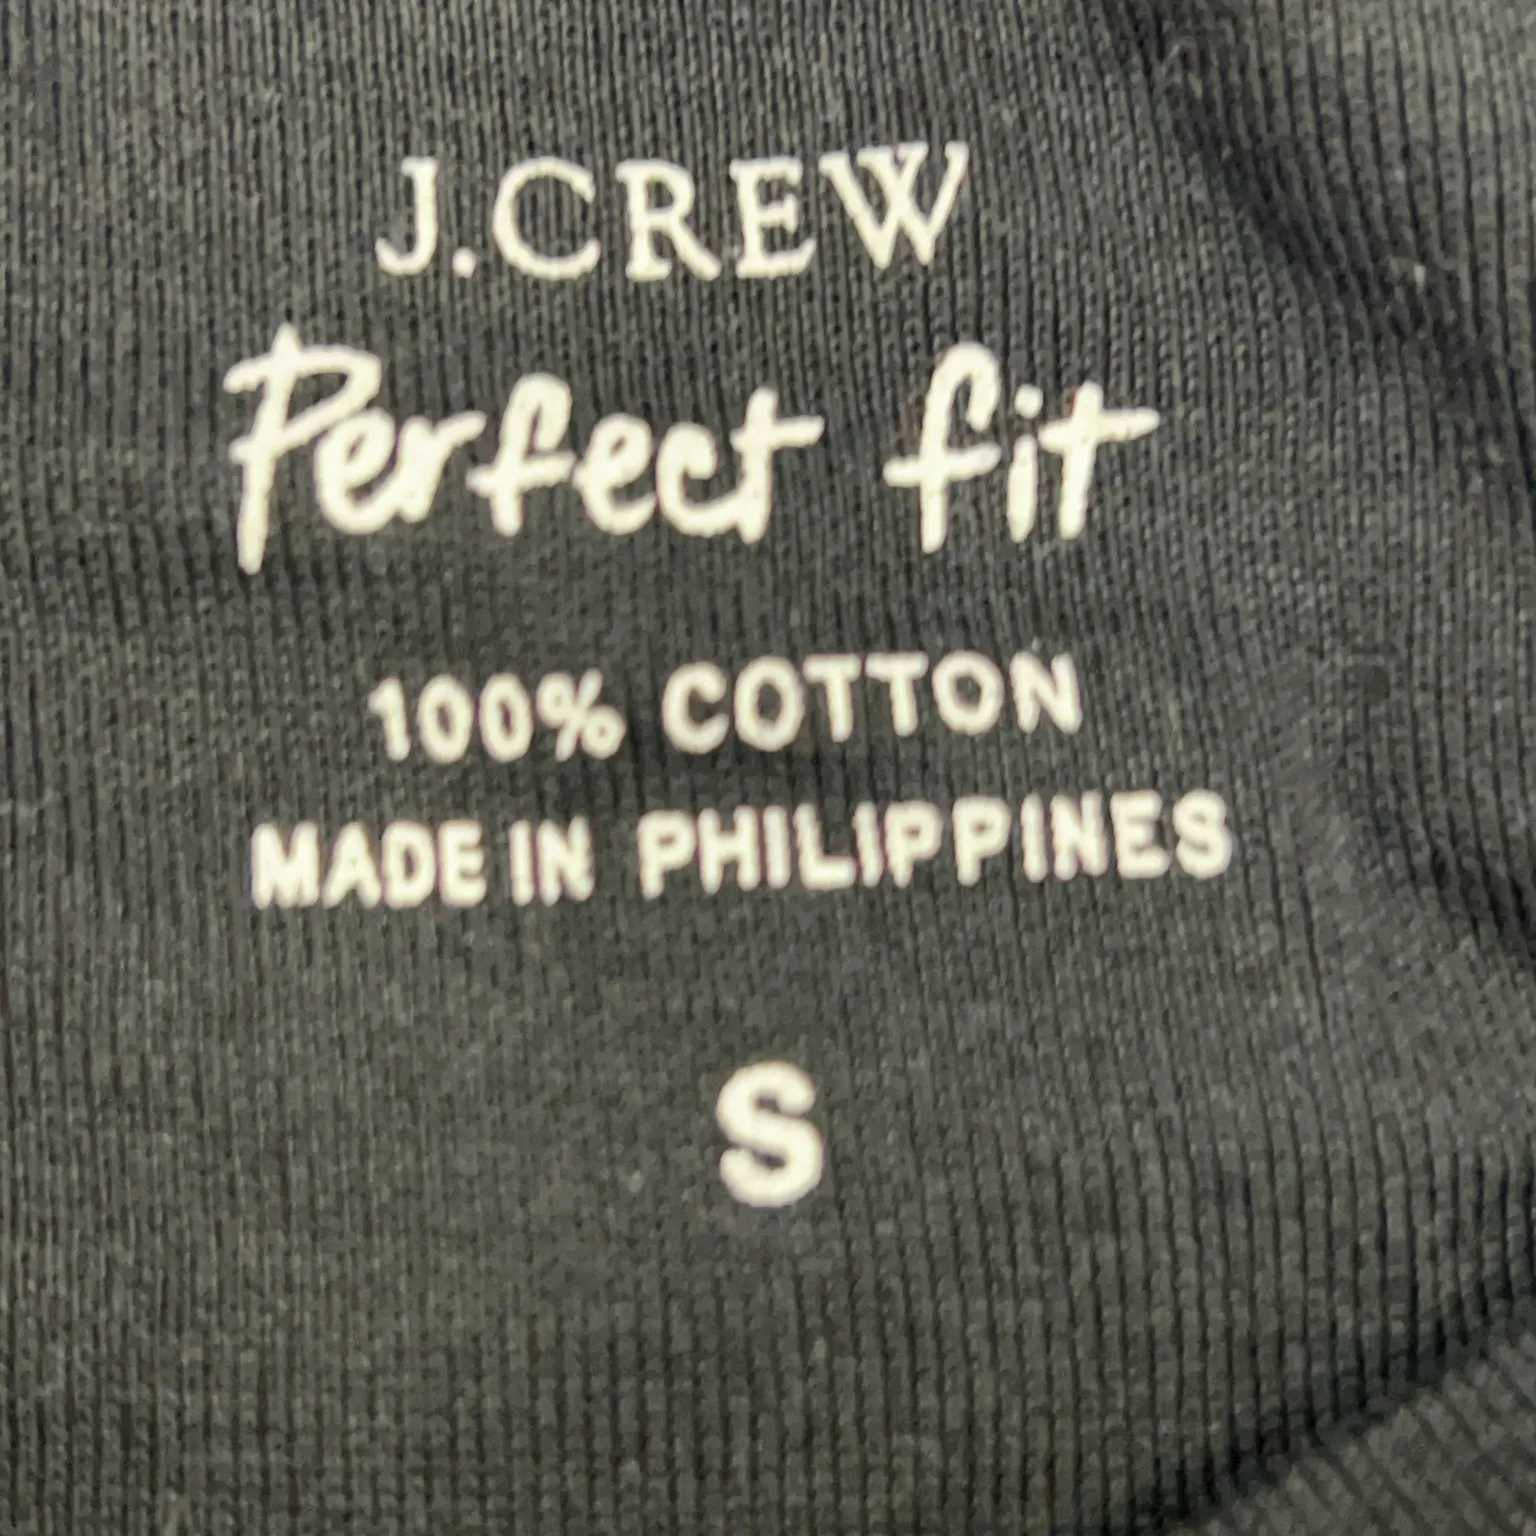 J.CREW
Perfect fit
100% COTTON
MADE IN PHILIPPINES
S